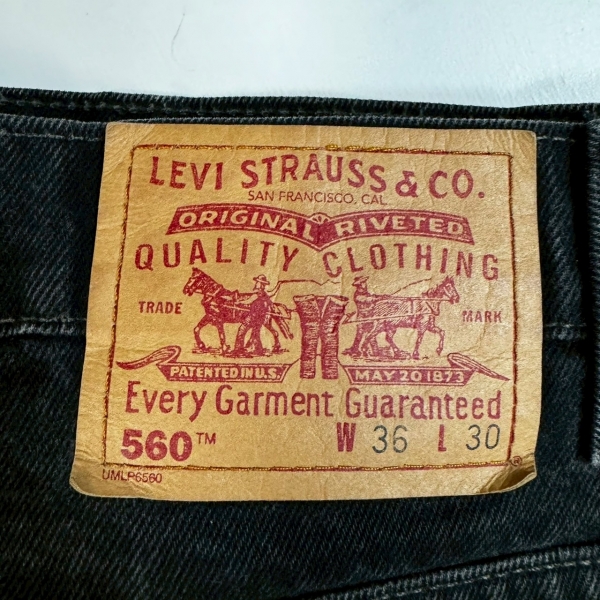 LEVI STRAUSS & CO.
SAN FRANCISCO, CAL
ORIGINAL RIVETED
QUALITY CLOTHING
TRADE MARK
PATENTED IN U.S. MAY 20 1873
Every Garment Guaranteed
560™ W 36 L 30
®
UMLP6560